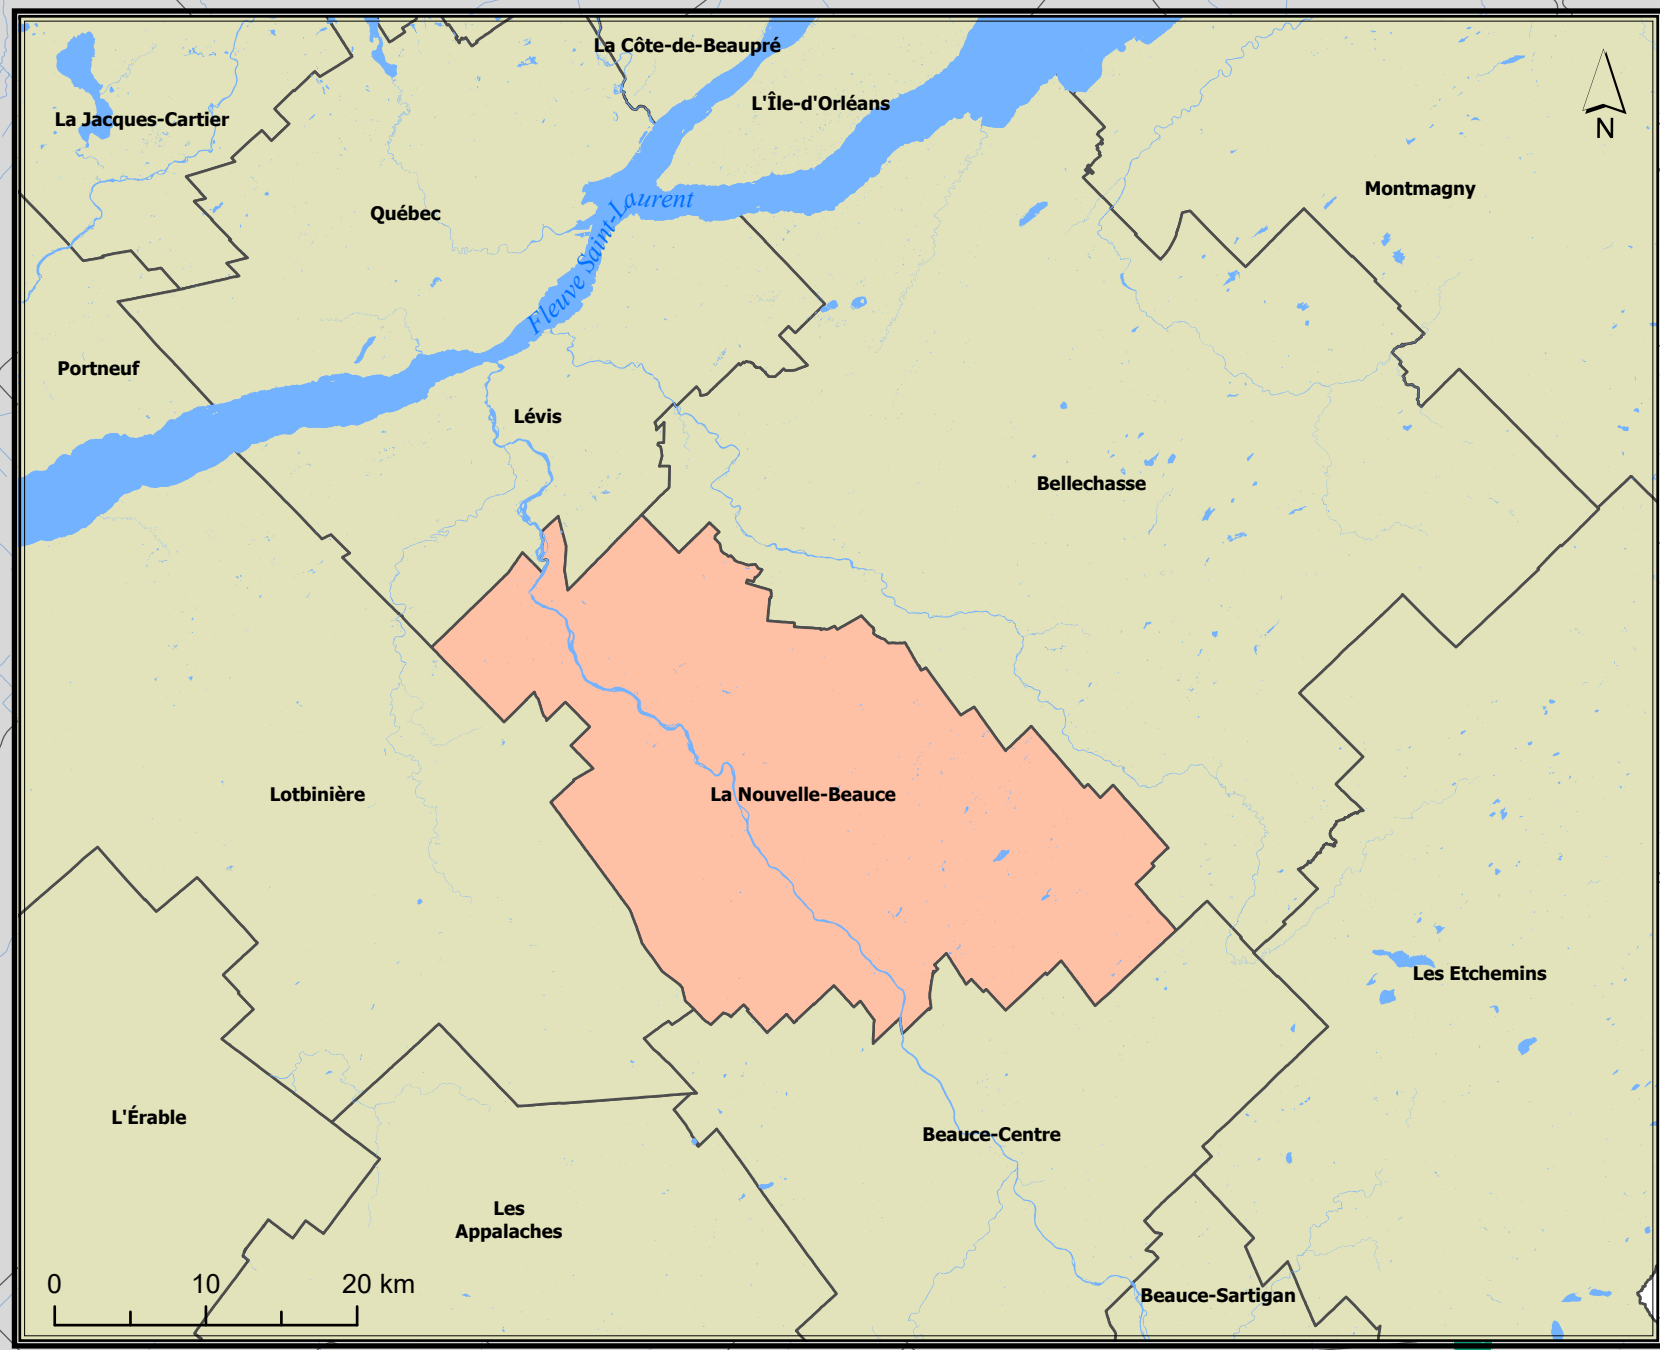 La Côte-de-Beaupré
L'Île-d'Orléans
La Jacques-Cartier
N
Montmagny
Québec
Fleuve Saint-Laurent
Portneuf
Lévis
Bellechasse
Lotbinière
La Nouvelle-Beauce
Les Etchemins
L'Érable
Beauce-Centre
Les
Appalaches
Beauce-Sartigan
0 10 20 km